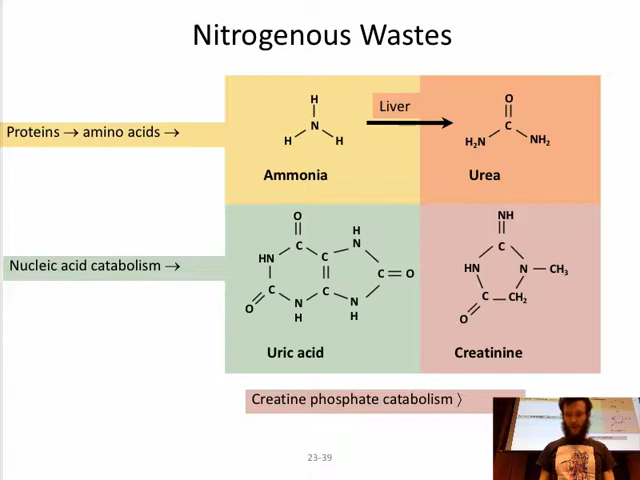 Nitrogenous Wastes
Proteins → amino acids →
H
N
H H
Ammonia
Liver
O
C
H₂N NH₂
Urea
Nucleic acid catabolism →
O
H
N
C
HN C
C O
C C
O N N
H H
Uric acid
NH
C
HN N CH₃
C CH₂
O
Creatinine
Creatine phosphate catabolism 〉
23-39